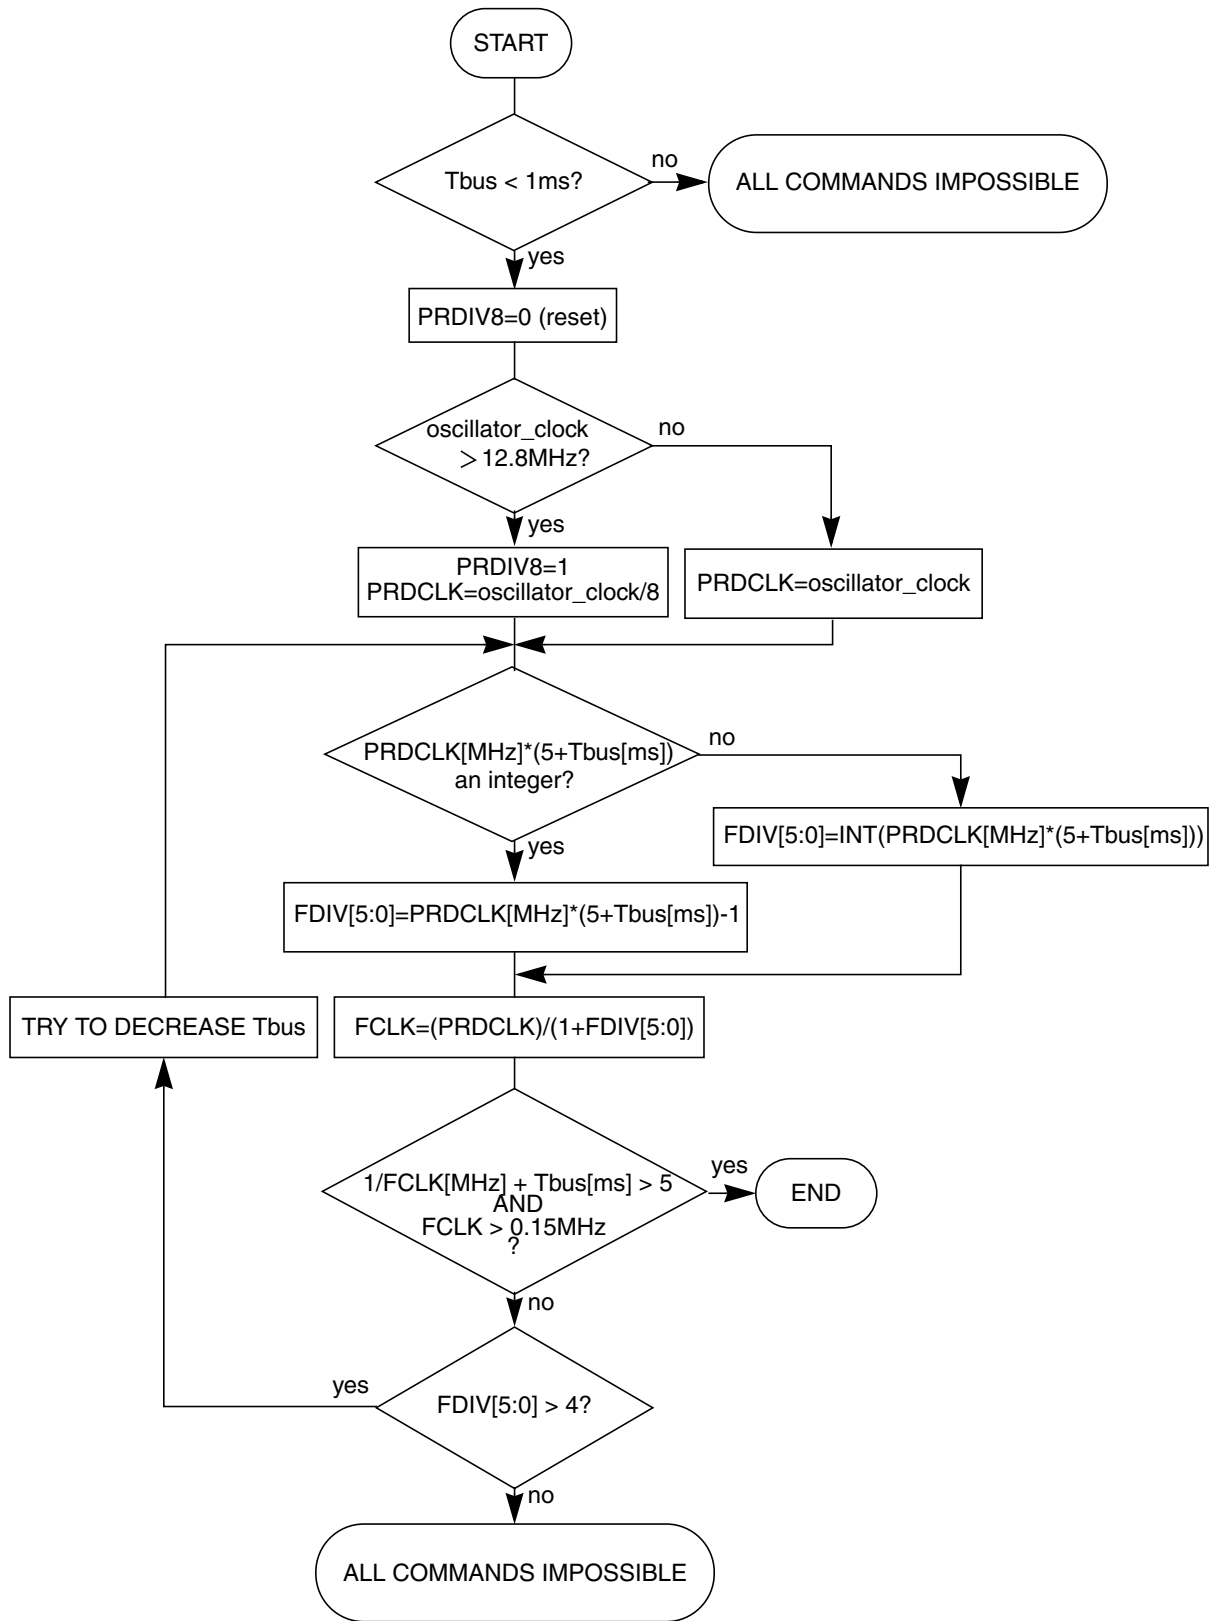 START
Tbus < 1ms?
no
ALL COMMANDS IMPOSSIBLE
yes
PRDIV8=0 (reset)
oscillator_clock
> 12.8MHz?
no
yes
PRDIV8=1
PRDCLK=oscillator_clock/8
PRDCLK=oscillator_clock
PRDCLK[MHz]*(5+Tbus[ms])
an integer?
no
yes
FDIV[5:0]=INT(PRDCLK[MHz]*(5+Tbus[ms]))
FDIV[5:0]=PRDCLK[MHz]*(5+Tbus[ms])-1
TRY TO DECREASE Tbus
FCLK=(PRDCLK)/(1+FDIV[5:0])
1/FCLK[MHz] + Tbus[ms] > 5
AND
FCLK > 0.15MHz
?
yes
END
no
FDIV[5:0] > 4?
yes
no
ALL COMMANDS IMPOSSIBLE